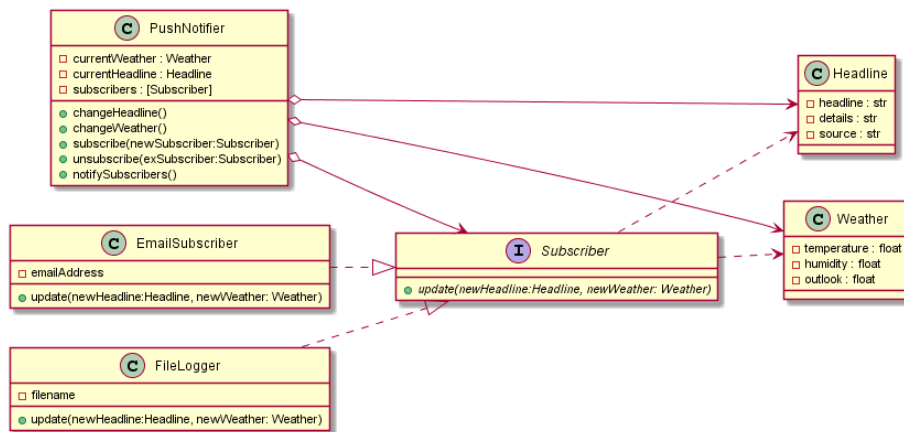 C PushNotifier
currentWeather : Weather
currentHeadline : Headline
subscribers : [Subscriber]
changeHeadline()
changeWeather()
subscribe(newSubscriber:Subscriber)
unsubscribe(exSubscriber:Subscriber)
notifySubscribers()
C Headline
headline : str
details : str
source : str
C EmailSubscriber
emailAddress
update(newHeadline:Headline, newWeather: Weather)
I Subscriber
update(newHeadline:Headline, newWeather: Weather)
C Weather
temperature : float
humidity : float
outlook : float
C FileLogger
filename
update(newHeadline:Headline, newWeather: Weather)